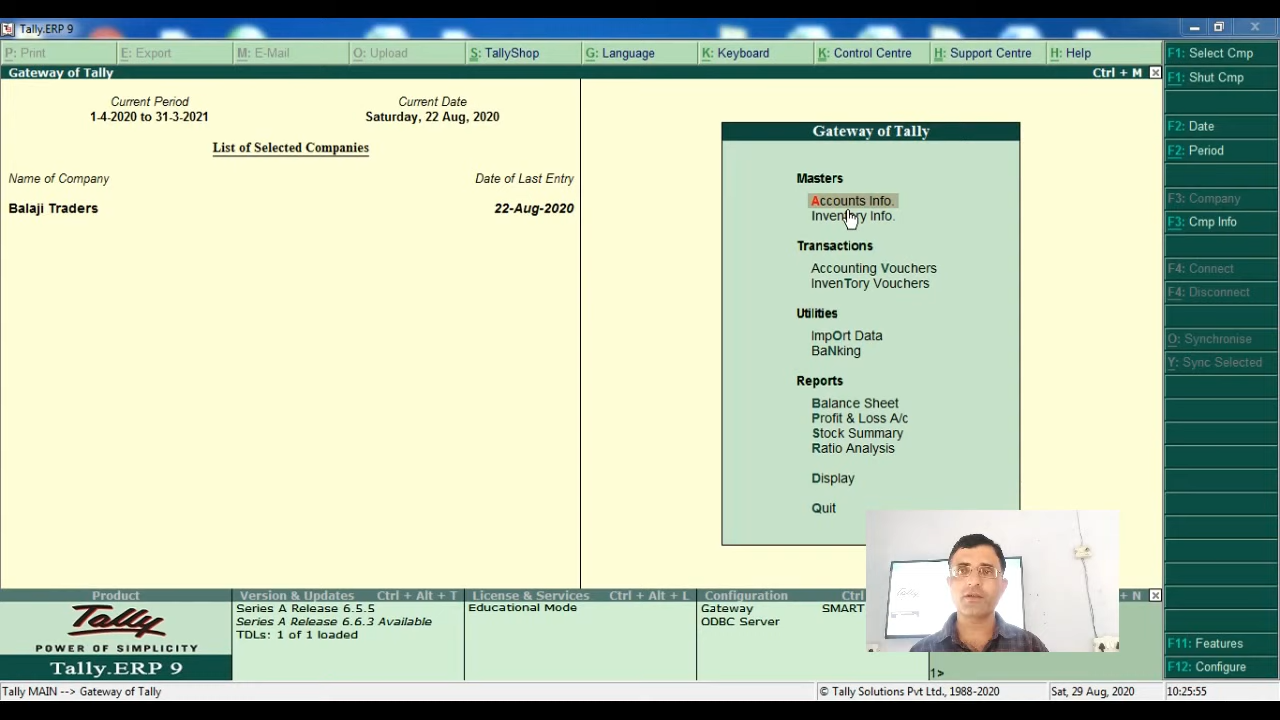 Tally.ERP 9
P: Print
E: Export
M: E-Mail
O: Upload
S: TallyShop
G: Language
K: Keyboard
K: Control Centre
H: Support Centre
H: Help
Gateway of Tally
Ctrl + M
Current Period
1-4-2020 to 31-3-2021
Current Date
Saturday, 22 Aug, 2020
List of Selected Companies
Name of Company
Date of Last Entry
Balaji Traders
22-Aug-2020
Gateway of Tally
Masters
Accounts Info.
Inventory Info.
Transactions
Accounting Vouchers
InvenTory Vouchers
Utilities
ImpOrt Data
BaNking
Reports
Balance Sheet
Profit & Loss A/c
Stock Summary
Ratio Analysis
Display
Quit
F1: Select Cmp
F1: Shut Cmp
F2: Date
F2: Period
F3: Company
F3: Cmp Info
F4: Connect
F4: Disconnect
O: Synchronise
Y: Sync Selected
F11: Features
F12: Configure
Product
Tally
POWER OF SIMPLICITY
Tally.ERP 9
Version & Updates
Ctrl + Alt + T
Series A Release 6.5.5
Series A Release 6.6.3 Available
TDLs: 1 of 1 loaded
License & Services
Ctrl + Alt + L
Educational Mode
Configuration
Ctrl
Gateway
SMART
ODBC Server
+ N
1>
Tally MAIN --> Gateway of Tally
© Tally Solutions Pvt Ltd., 1988-2020
Sat, 29 Aug, 2020
10:25:55